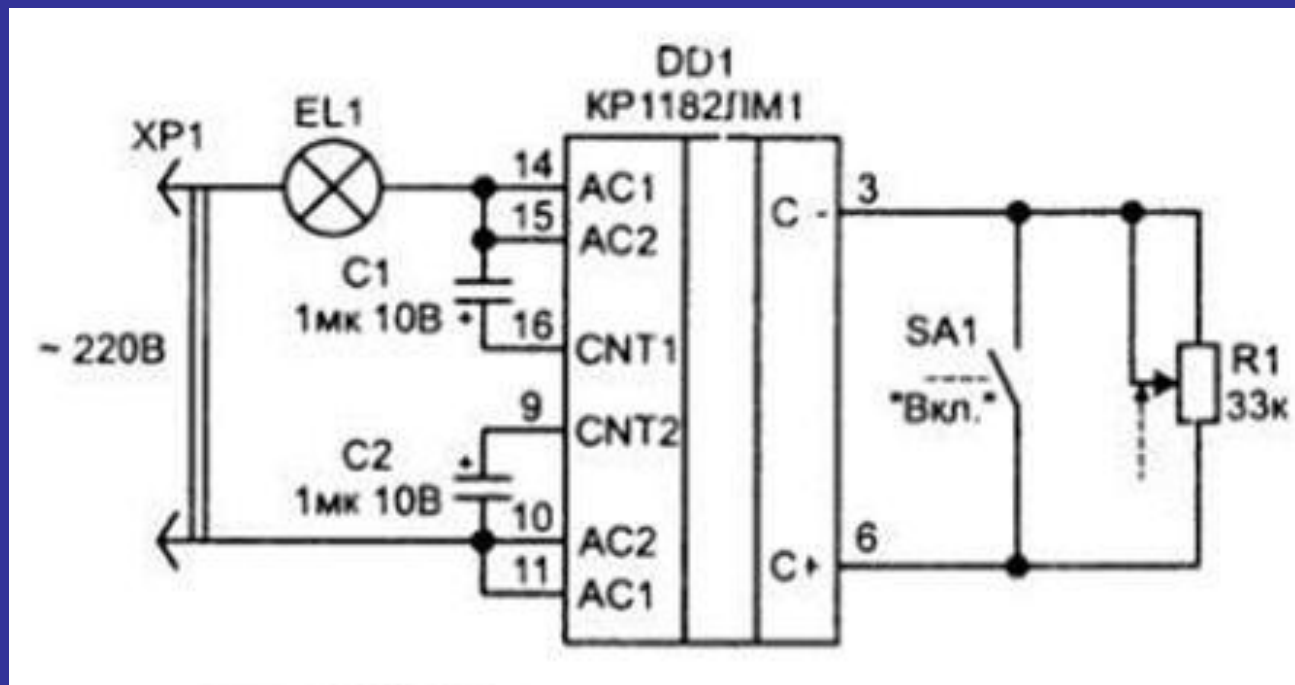 DD1
КР1182ПМ1
XP1
EL1
14
AC1
15
AC2
C1
1мк 10В
+
16
CNT1
~ 220В
9
CNT2
C2
1мк 10В
+
10
AC2
11
AC1
C -
3
C+
6
SA1
"Вкл."
R1
33к